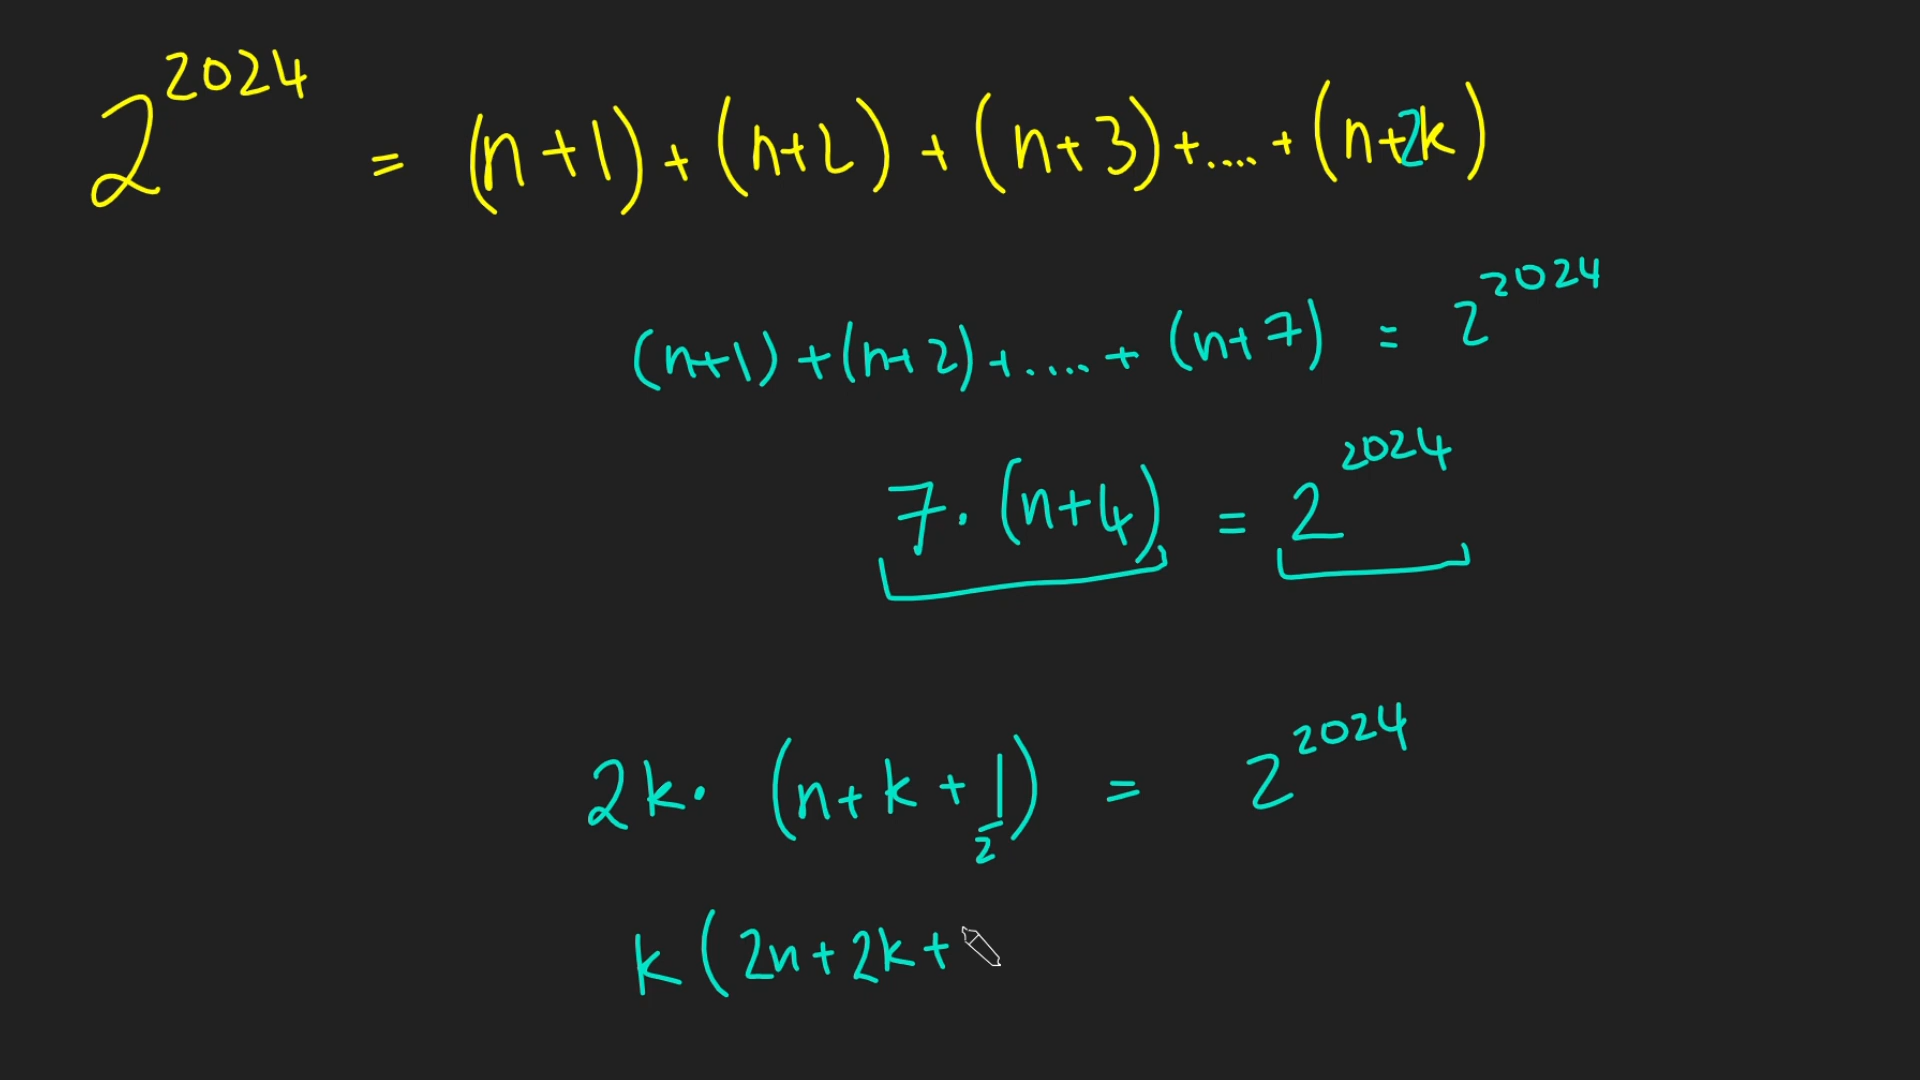 2^2024 = (n+1) + (n+2) + (n+3) + .... + (n+2k)
(n+1) + (n+2) + .... + (n+7) = 2^2024
7 · (n+4) = 2^2024
2k · (n+k+1/2) = 2^2024
k (2n+2k+